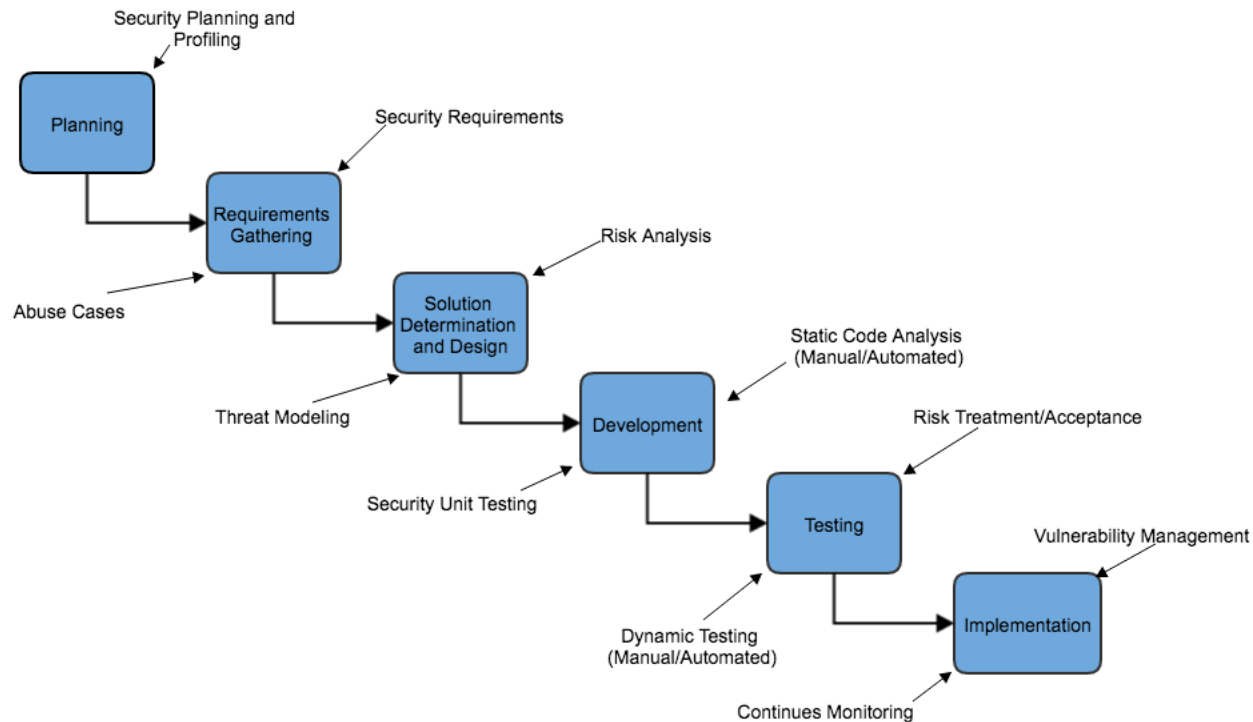 Security Planning and
Profiling
Planning
Security Requirements
Requirements
Gathering
Abuse Cases
Risk Analysis
Solution
Determination
and Design
Threat Modeling
Static Code Analysis
(Manual/Automated)
Development
Security Unit Testing
Risk Treatment/Acceptance
Testing
Dynamic Testing
(Manual/Automated)
Vulnerability Management
Implementation
Continues Monitoring